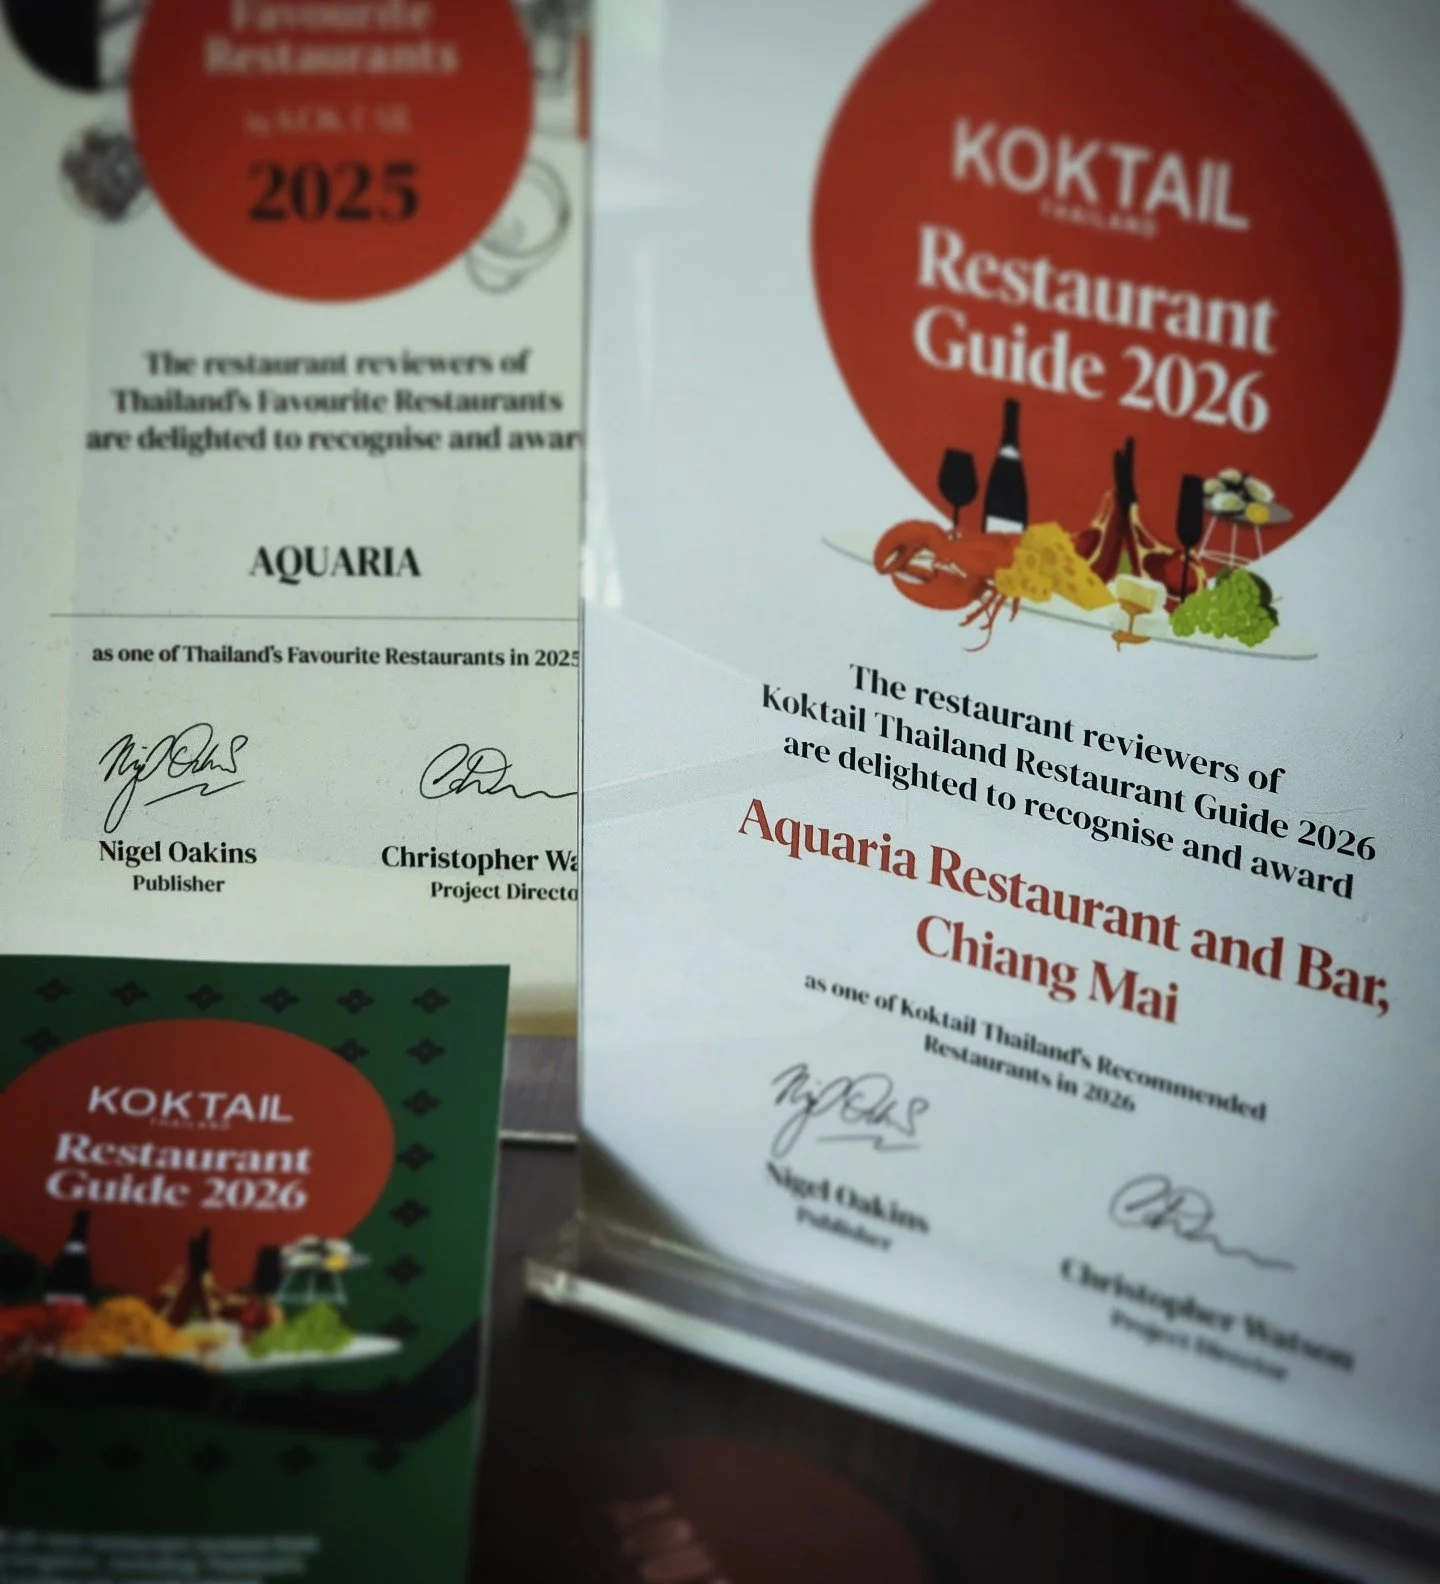 Favourite
Restaurants
by KOKTAIL
2025
The restaurant reviewers of
Thailand's Favourite Restaurants
are delighted to recognise and awar
AQUARIA
as one of Thailand's Favourite Restaurants in 2025
Nigel Oakins
Publisher
Christopher Wa
Project Directo
KOKTAIL
THAILAND
Restaurant
Guide 2026
The restaurant reviewers of
Koktail Thailand Restaurant Guide 2026
are delighted to recognise and award
Aquaria Restaurant and Bar,
Chiang Mai
as one of Koktail Thailand's Recommended
Restaurants in 2026
Nigel Oakins
Publisher
Christopher Watson
Project Director
KOKTAIL
THAILAND
Restaurant
Guide 2026